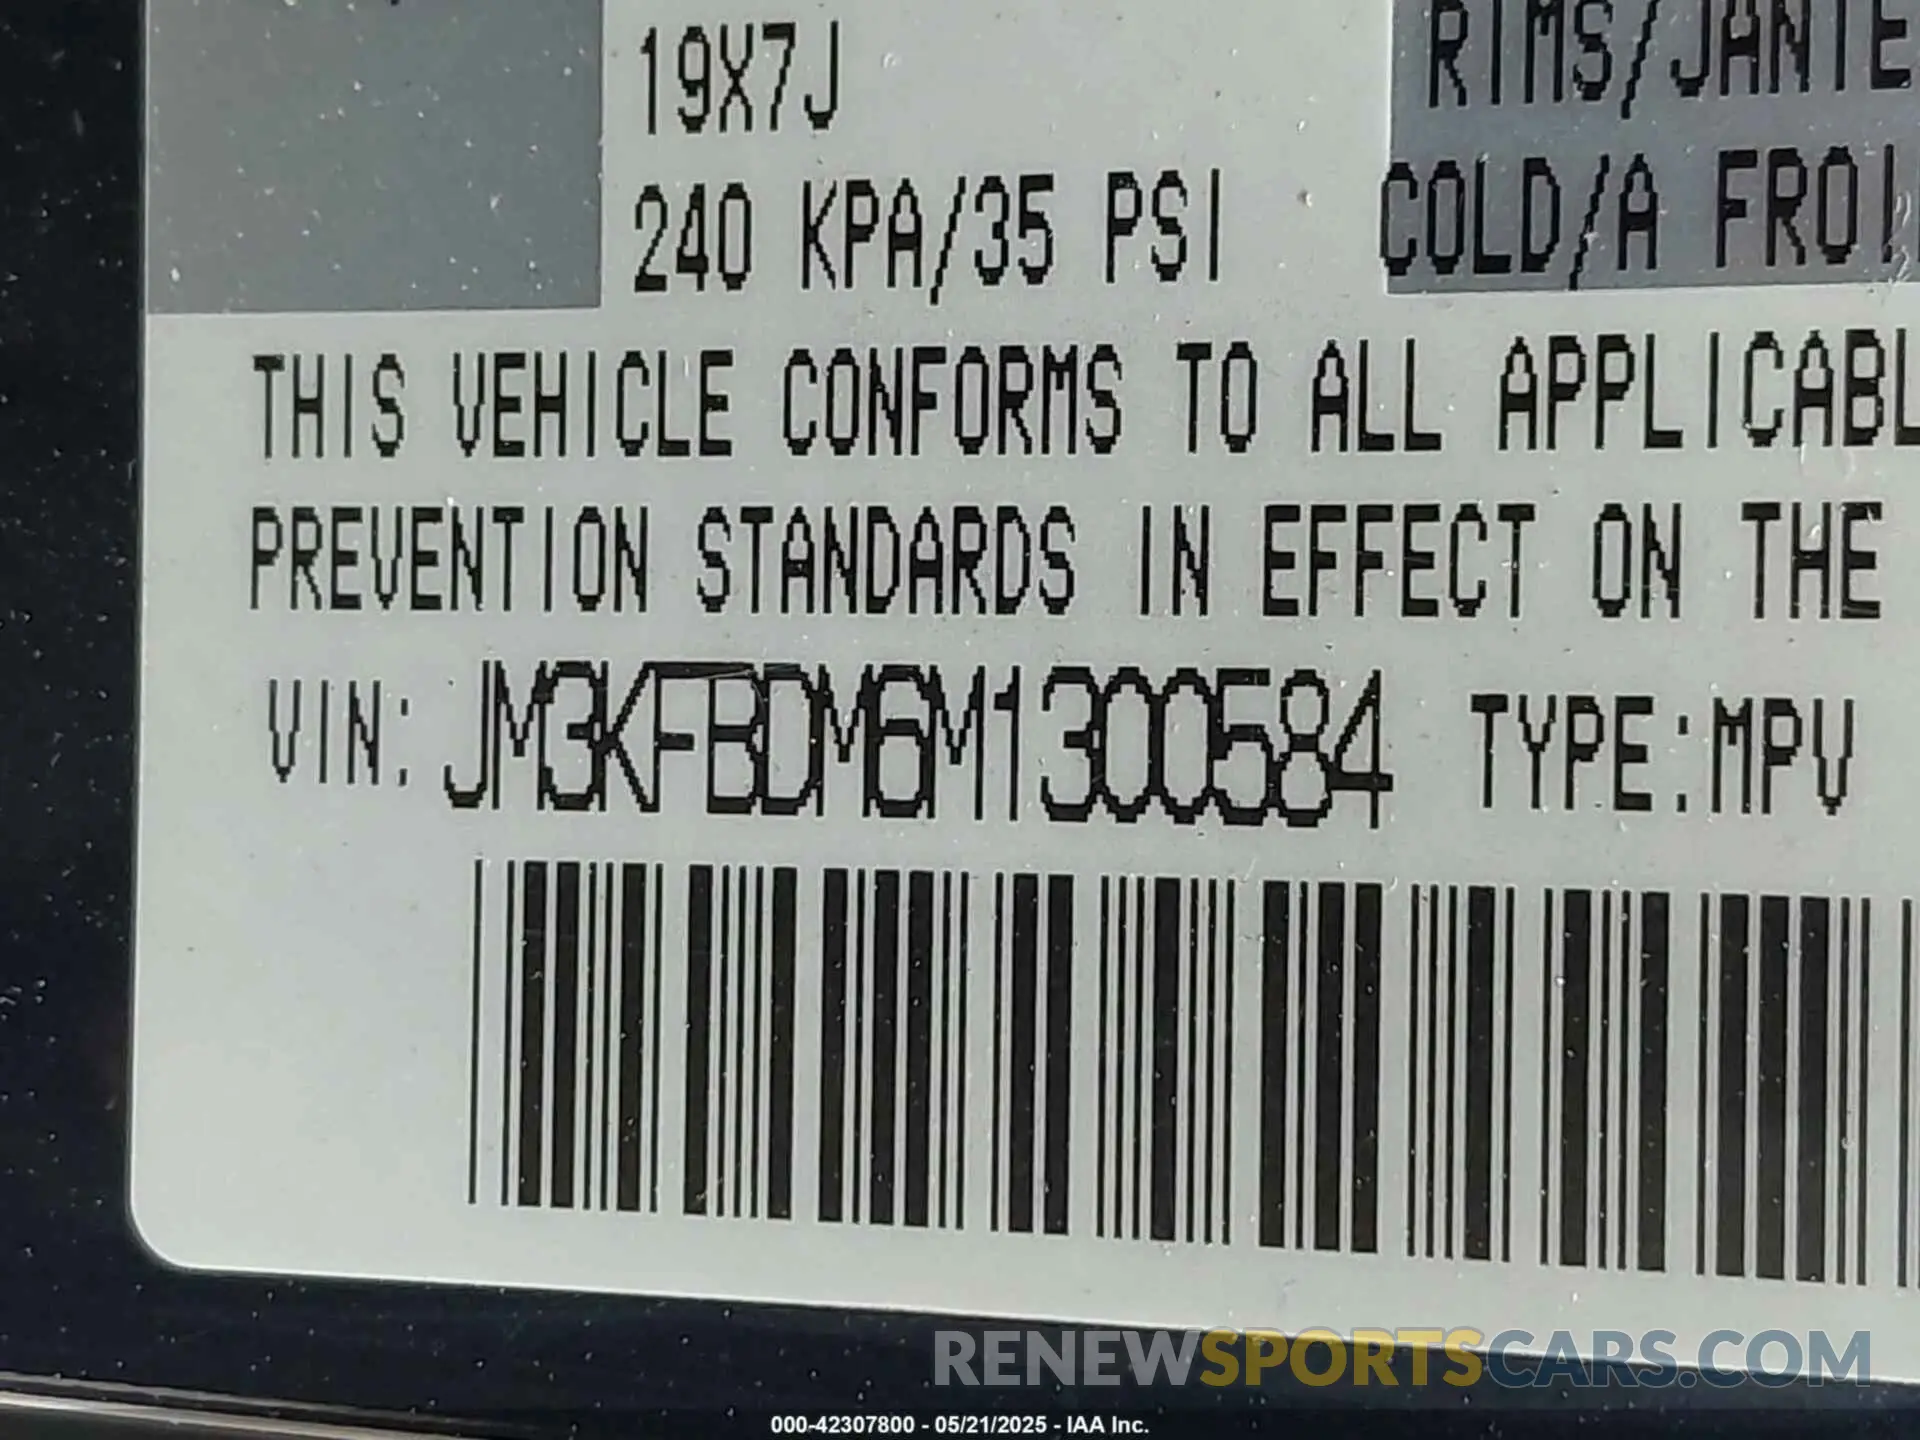 19X7J
RIMS/JANTE
240 KPA/35 PSI
COLD/A FROI
THIS VEHICLE CONFORMS TO ALL APPLICABL
PREVENTION STANDARDS IN EFFECT ON THE
VIN: JM3KFBDM6M1300584 TYPE:MPV
RENEWSPORTSCARS.COM
000-42307800 - 05/21/2025 - IAA Inc.